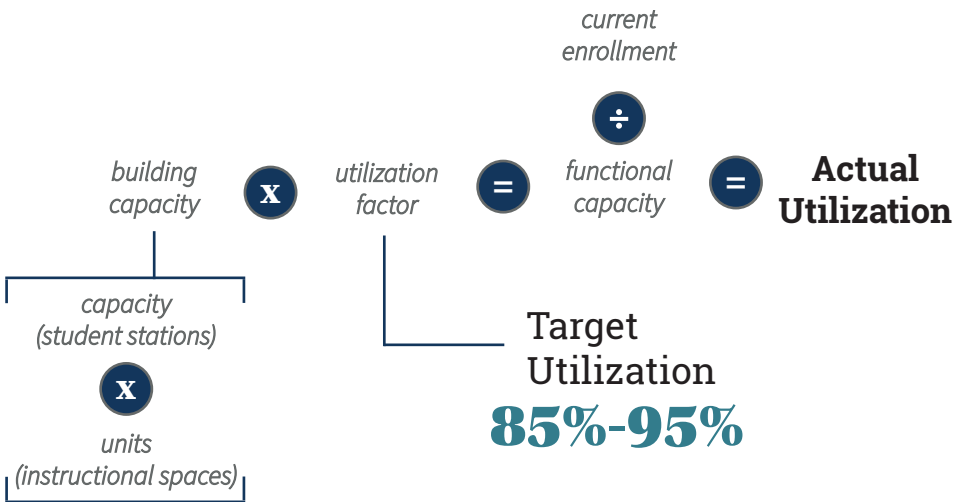 current
enrollment
÷
building
capacity
x
utilization
factor
=
functional
capacity
=
Actual
Utilization
capacity
(student stations)
x
units
(instructional spaces)
Target
Utilization
85%-95%